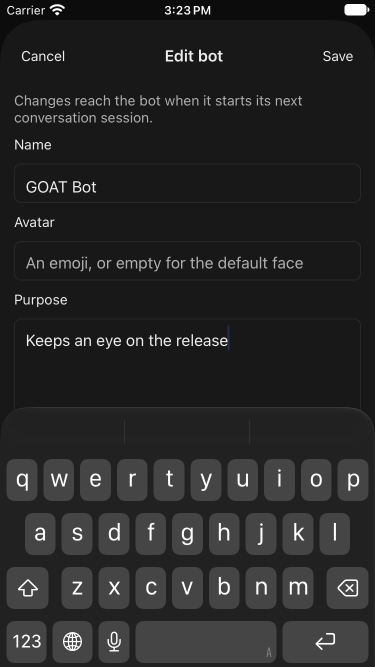 Carrier 3:23 PM
Cancel Edit bot Save
Changes reach the bot when it starts its next
conversation session.
Name
GOAT Bot
Avatar
An emoji, or empty for the default face
Purpose
Keeps an eye on the release
q w e r t y u i o p
a s d f g h j k l
z x c v b n m
123
A